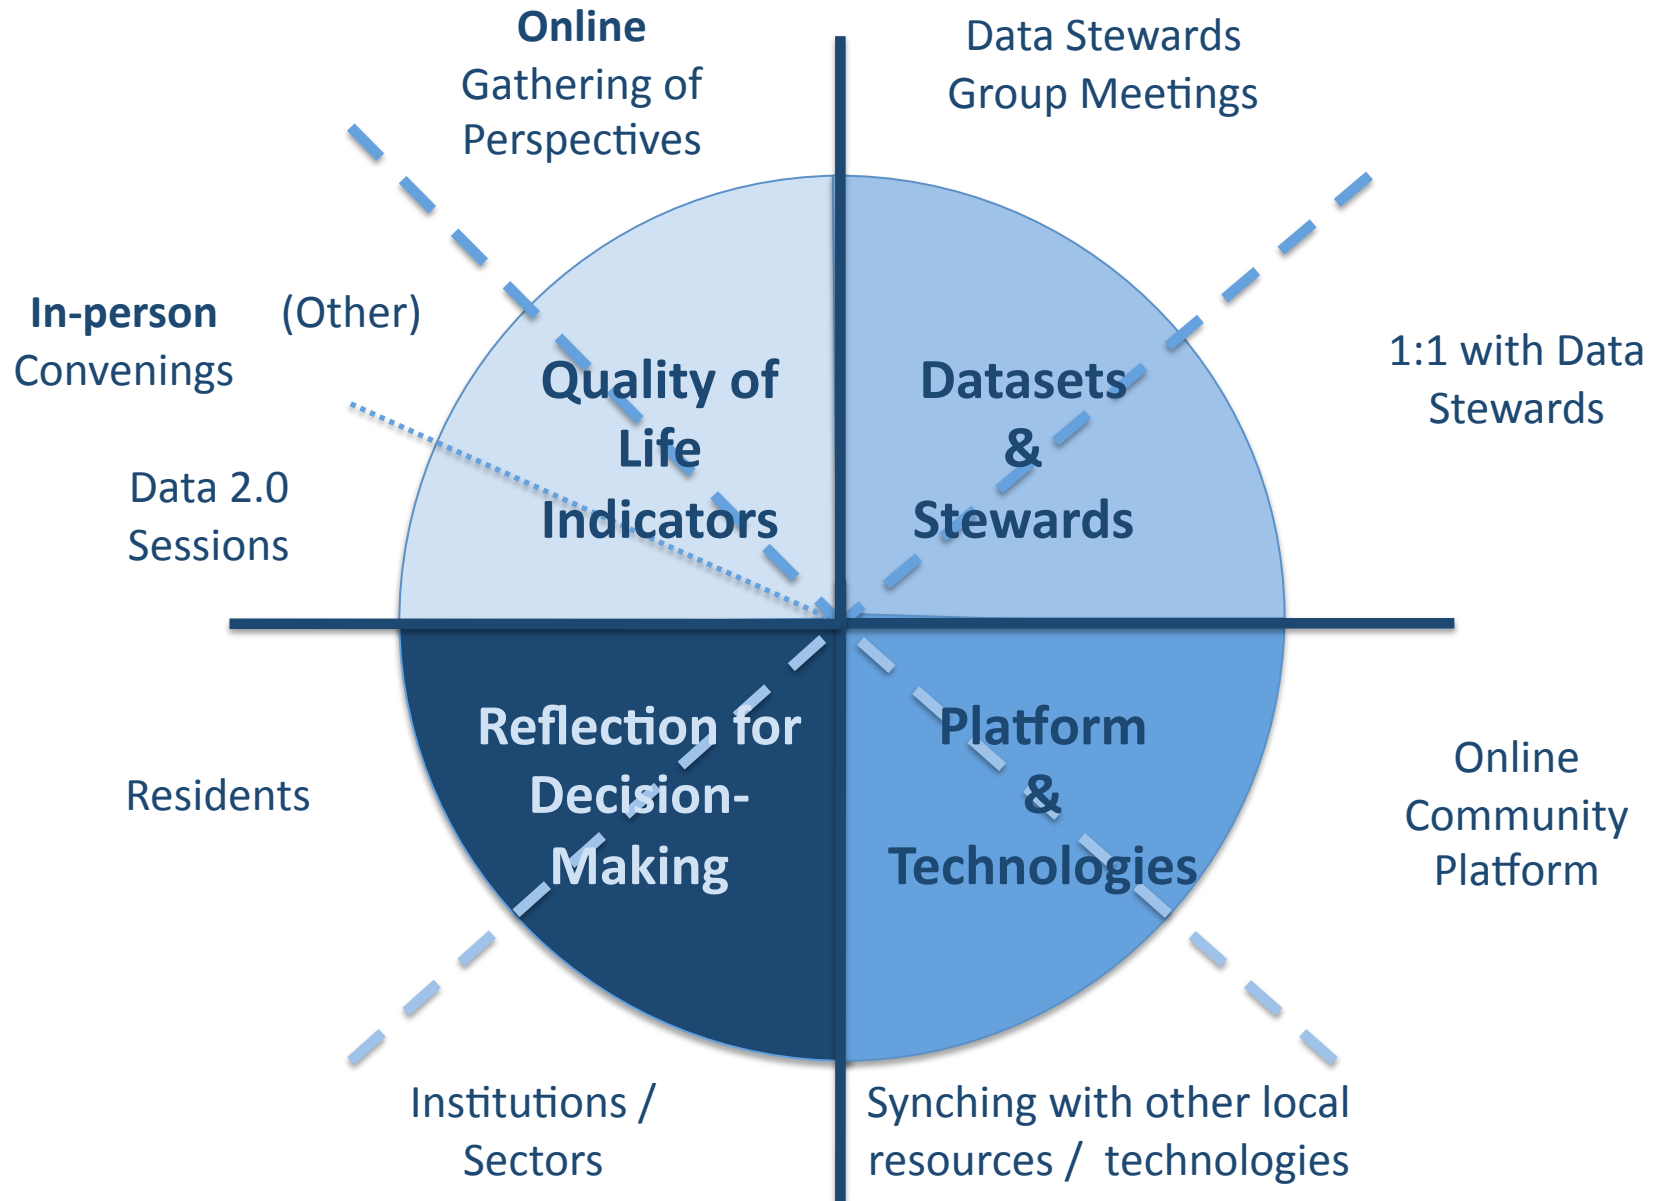 Online
Gathering of
Perspectives
Data Stewards
Group Meetings
In-person (Other)
Convenings
Data 2.0
Sessions
Quality of
Life
Indicators
Datasets
&
Stewards
1:1 with Data
Stewards
Residents
Reflection for
Decision-
Making
Platform
&
Technologies
Online
Community
Platform
Institutions /
Sectors
Synching with other local
resources / technologies